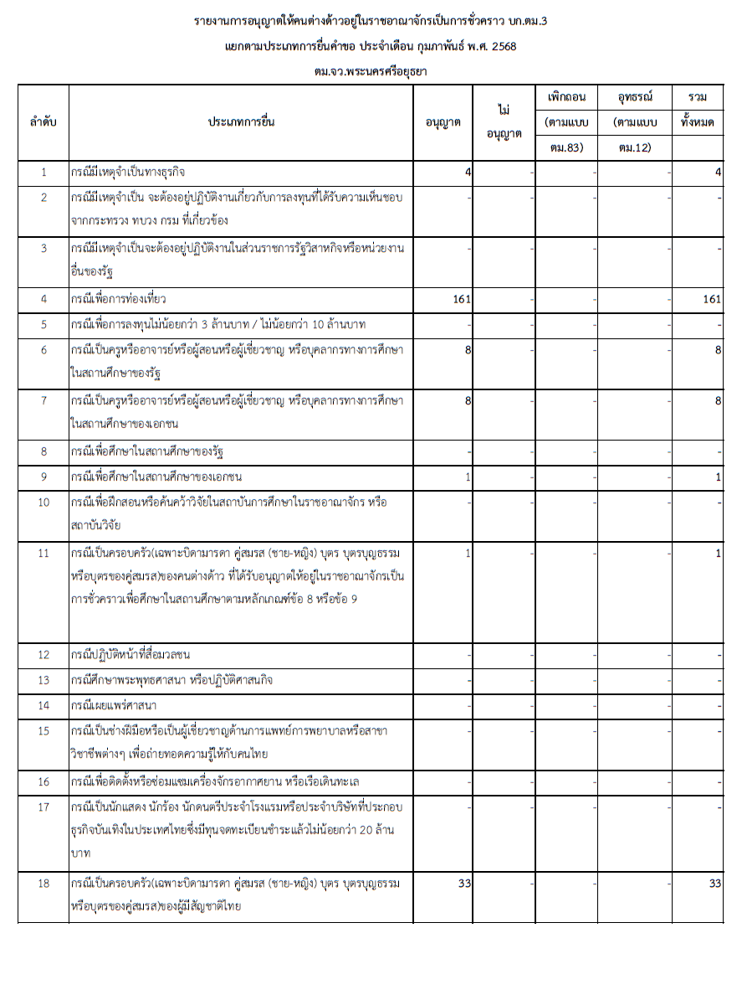 รายงานการอนุญาตให้คนต่างด้าวอยู่ในราชอาณาจักรเป็นการชั่วคราว บก.ตม.3
แยกตามประเภทการยื่นคำขอ ประจำเดือน กุมภาพันธ์ พ.ศ. 2568
ตม.จว.พระนครศรีอยุธยา
ลำดับ ประเภทการยื่น อนุญาต ไม่อนุญาต เพิกถอน (ตามแบบ ตม.83) อุทธรณ์ (ตามแบบ ตม.12) รวม ทั้งหมด
1 กรณีมีเหตุจำเป็นทางธุรกิจ 4 - - - 4
2 กรณีมีเหตุจำเป็น จะต้องอยู่ปฏิบัติงานเกี่ยวกับการลงทุนที่ได้รับความเห็นชอบ - - - - -
จากกระทรวง ทบวง กรม ที่เกี่ยวข้อง
3 กรณีมีเหตุจำเป็นจะต้องอยู่ปฏิบัติงานในส่วนราชการรัฐวิสาหกิจหรือหน่วยงาน - - - - -
อื่นของรัฐ
4 กรณีเพื่อการท่องเที่ยว 161 - - - 161
5 กรณีเพื่อการลงทุนไม่น้อยกว่า 3 ล้านบาท / ไม่น้อยกว่า 10 ล้านบาท - - - - -
6 กรณีเป็นครูหรืออาจารย์หรือผู้สอนหรือผู้เชี่ยวชาญ หรือบุคลากรทางการศึกษา 8 - - - 8
ในสถานศึกษาของรัฐ
7 กรณีเป็นครูหรืออาจารย์หรือผู้สอนหรือผู้เชี่ยวชาญ หรือบุคลากรทางการศึกษา 8 - - - 8
ในสถานศึกษาของเอกชน
8 กรณีเพื่อศึกษาในสถานศึกษาของรัฐ - - - - -
9 กรณีเพื่อศึกษาในสถานศึกษาของเอกชน 1 - - - 1
10 กรณีเพื่อฝึกสอนหรือค้นคว้าวิจัยในสถาบันการศึกษาในราชอาณาจักร หรือ - - - - -
สถาบันวิจัย
11 กรณีเป็นครอบครัว(เฉพาะบิดามารดา คู่สมรส (ชาย-หญิง) บุตร บุตรบุญธรรม 1 - - - 1
หรือบุตรของคู่สมรส)ของคนต่างด้าว ที่ได้รับอนุญาตให้อยู่ในราชอาณาจักรเป็น
การชั่วคราวเพื่อศึกษาในสถานศึกษาตามหลักเกณฑ์ข้อ 8 หรือข้อ 9
12 กรณีปฏิบัติหน้าที่สื่อมวลชน - - - - -
13 กรณีศึกษาพระพุทธศาสนา หรือปฏิบัติศาสนกิจ - - - - -
14 กรณีเผยแพร่ศาสนา - - - - -
15 กรณีเป็นช่างฝีมือหรือเป็นผู้เชี่ยวชาญด้านการแพทย์การพยาบาลหรือสาขา - - - - -
วิชาชีพต่างๆ เพื่อถ่ายทอดความรู้ให้กับคนไทย
16 กรณีเพื่อติดตั้งหรือซ่อมแซมเครื่องจักรอากาศยาน หรือเรือเดินทะเล - - - - -
17 กรณีเป็นนักแสดง นักร้อง นักดนตรีประจำโรงแรมหรือประจำบริษัทที่ประกอบ - - - - -
ธุรกิจบันเทิงในประเทศไทยซึ่งมีทุนจดทะเบียนชำระแล้วไม่น้อยกว่า 20 ล้าน
บาท
18 กรณีเป็นครอบครัว(เฉพาะบิดามารดา คู่สมรส (ชาย-หญิง) บุตร บุตรบุญธรรม 33 - - - 33
หรือบุตรของคู่สมรส)ของผู้มีสัญชาติไทย